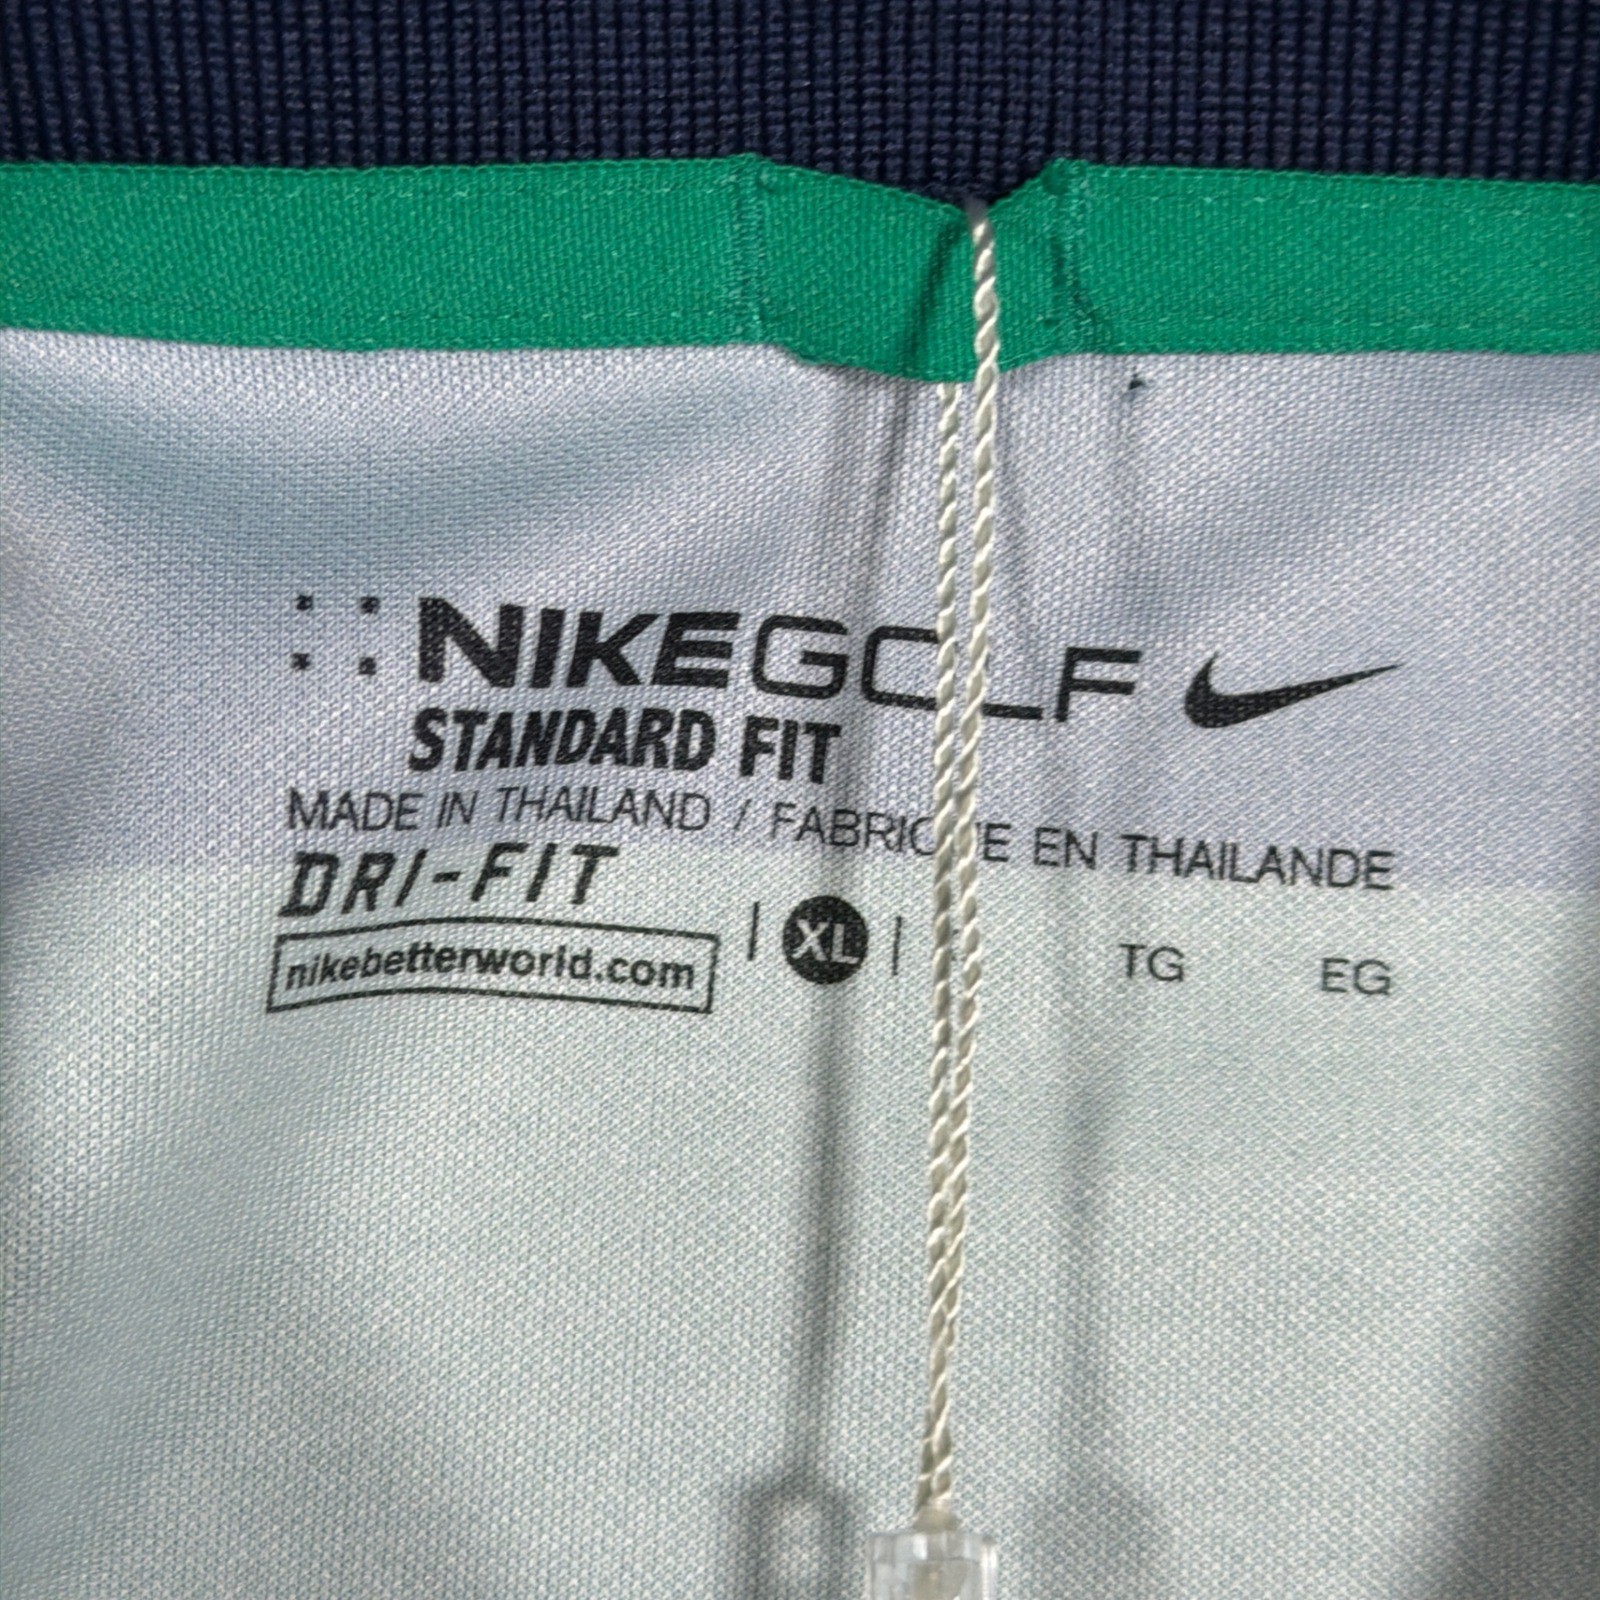 NIKEGOLF
STANDARD FIT
MADE IN THAILAND / FABRIQUE EN THAILANDE
DRI-FIT
nikebetterworld.com | XL | TG EG